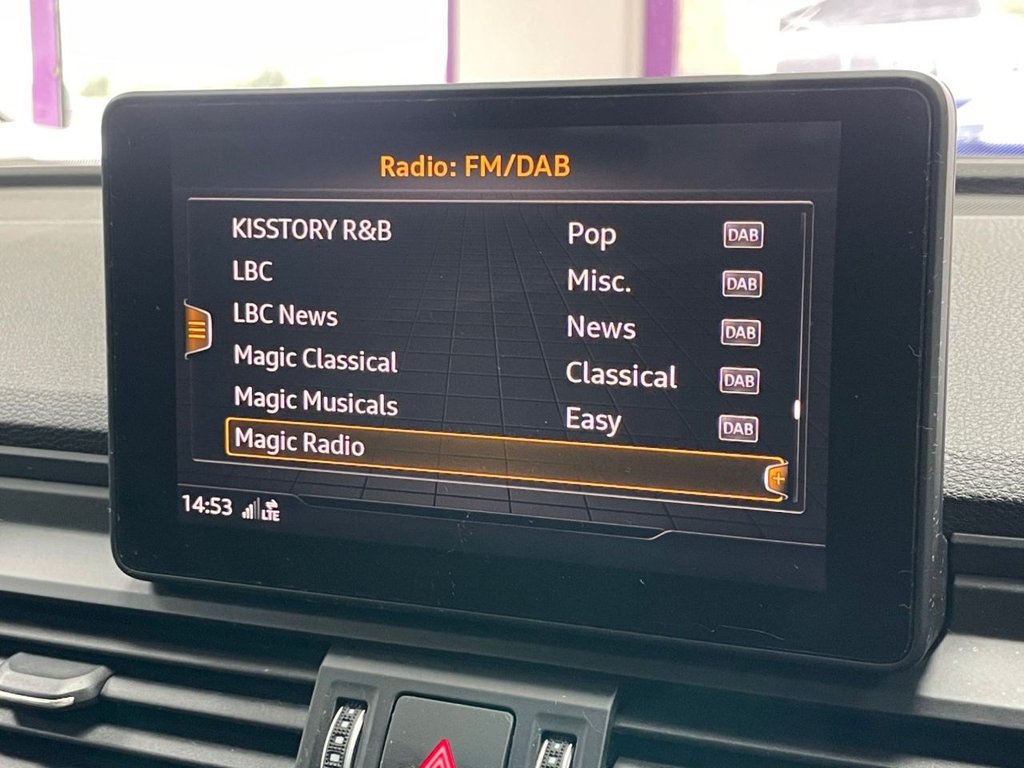 Radio: FM/DAB
KISSTORY R&B Pop DAB
LBC Misc. DAB
LBC News News DAB
Magic Classical Classical DAB
Magic Musicals Easy DAB
Magic Radio +
14:53 LTE